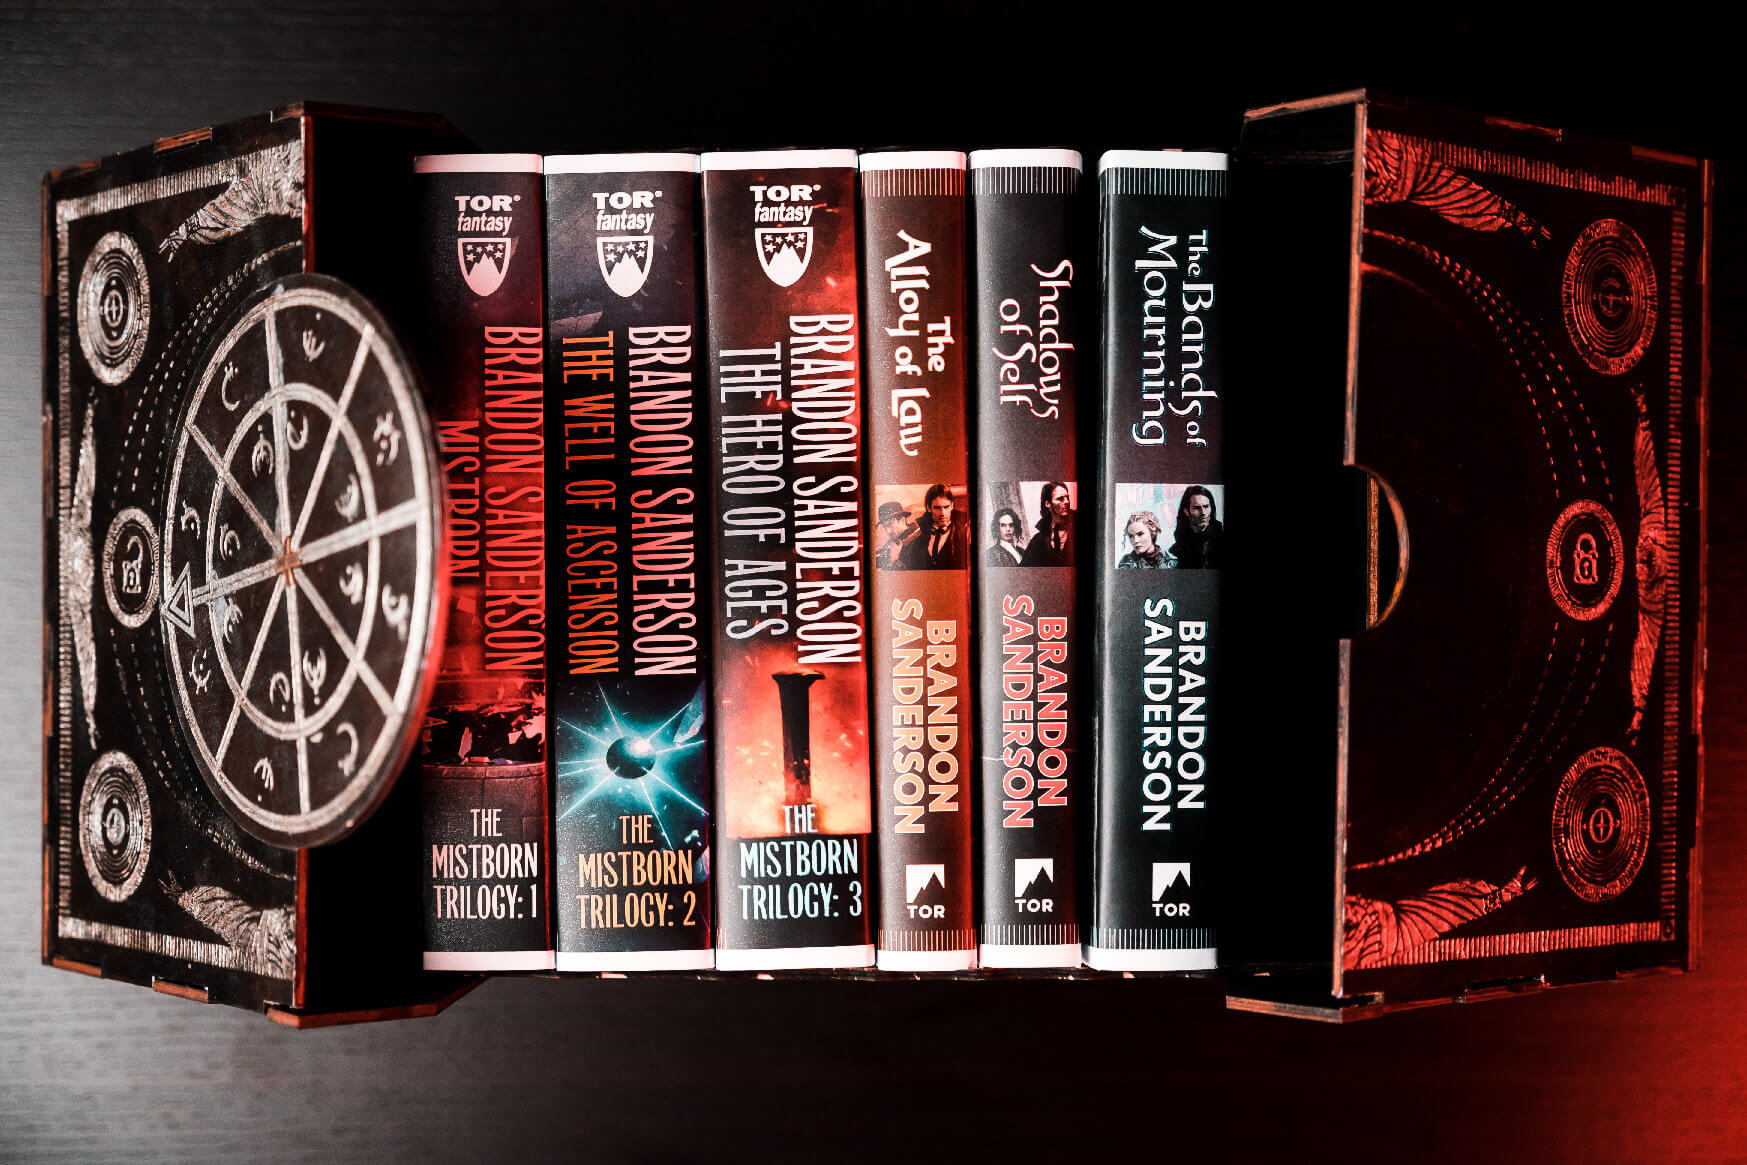 TOR®
fantasy
BRANDON SANDERSON
MISTBORN
THE
MISTBORN
TRILOGY: 1
TOR®
fantasy
BRANDON SANDERSON
THE WELL OF ASCENSION
THE
MISTBORN
TRILOGY: 2
TOR®
fantasy
BRANDON SANDERSON
THE HERO OF AGES
THE
MISTBORN
TRILOGY: 3
The
Alloy of Law
BRANDON
SANDERSON
TOR
Shadows
of Self
BRANDON
SANDERSON
TOR
The Bands of
Mourning
BRANDON
SANDERSON
TOR